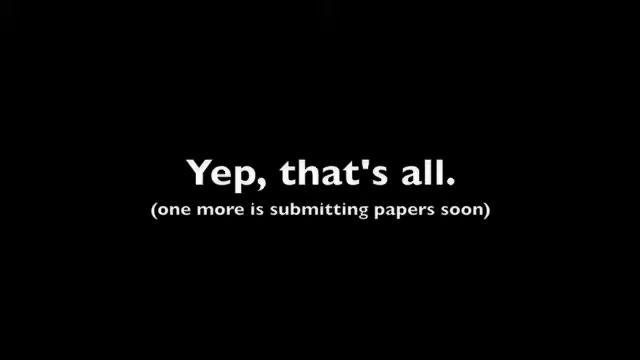 Yep, that's all.
(one more is submitting papers soon)